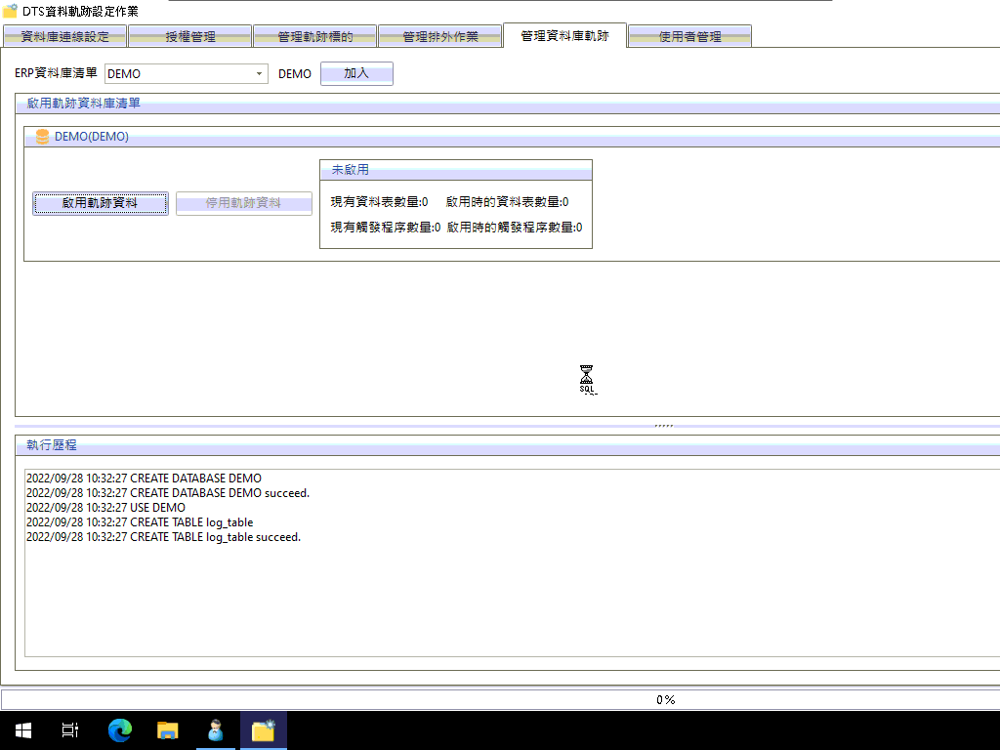 DTS資料軌跡設定作業
資料庫連線設定 授權管理 管理軌跡標的 管理排外作業 管理資料庫軌跡 使用者管理
ERP資料庫清單 DEMO DEMO 加入
啟用軌跡資料庫清單
DEMO(DEMO)
未啟用
啟用軌跡資料 停用軌跡資料
現有資料表數量:0 啟用時的資料表數量:0
現有觸發程序數量:0 啟用時的觸發程序數量:0
SQL
執行歷程
2022/09/28 10:32:27 CREATE DATABASE DEMO
2022/09/28 10:32:27 CREATE DATABASE DEMO succeed.
2022/09/28 10:32:27 USE DEMO
2022/09/28 10:32:27 CREATE TABLE log_table
2022/09/28 10:32:27 CREATE TABLE log_table succeed.
0%